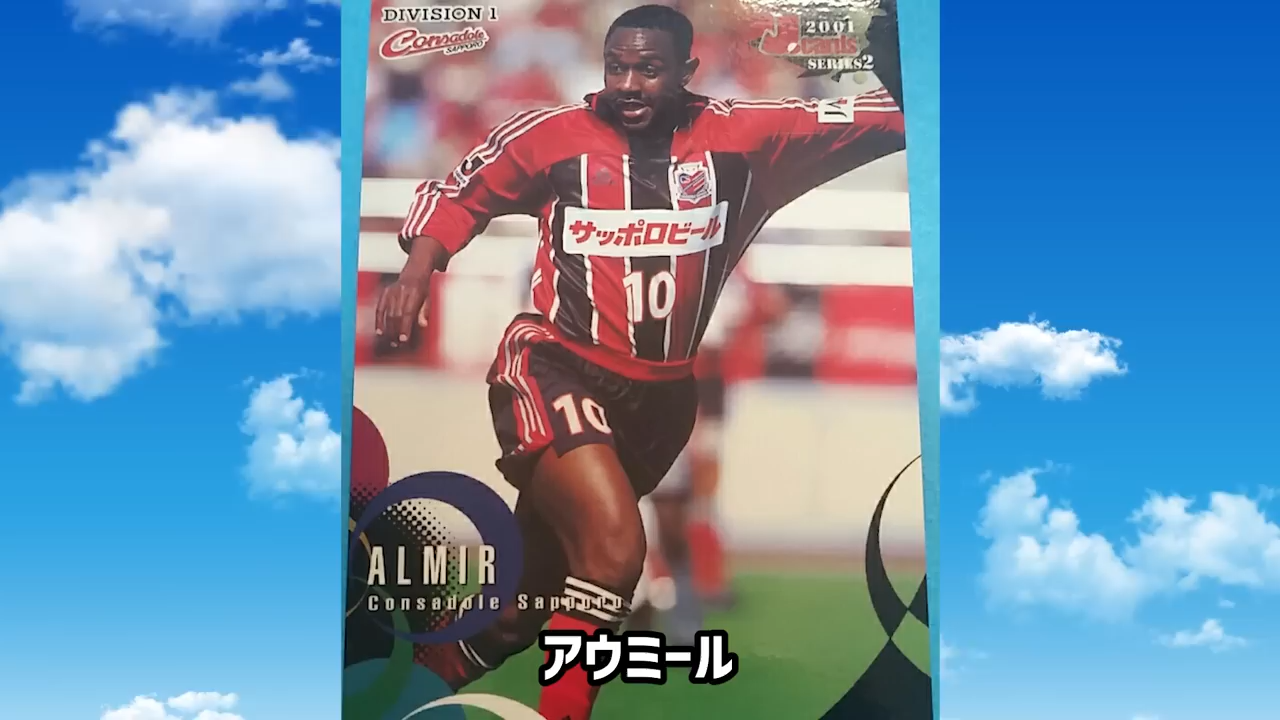 DIVISION 1
Consadole
SAPPORO
2001
J.cards
SERIES2
サッポロビール
10
10
ALMIR
Consadole Sapporo
アウミール